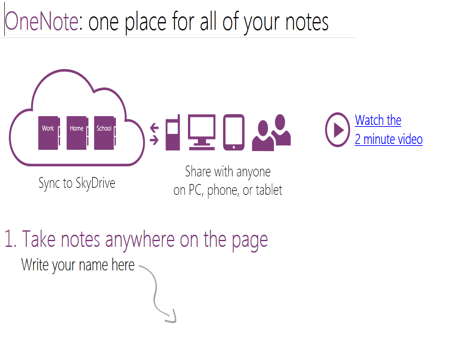 OneNote: one place for all of your notes
Work Home School
Sync to SkyDrive
Share with anyone
on PC, phone, or tablet
Watch the
2 minute video
1. Take notes anywhere on the page
Write your name here